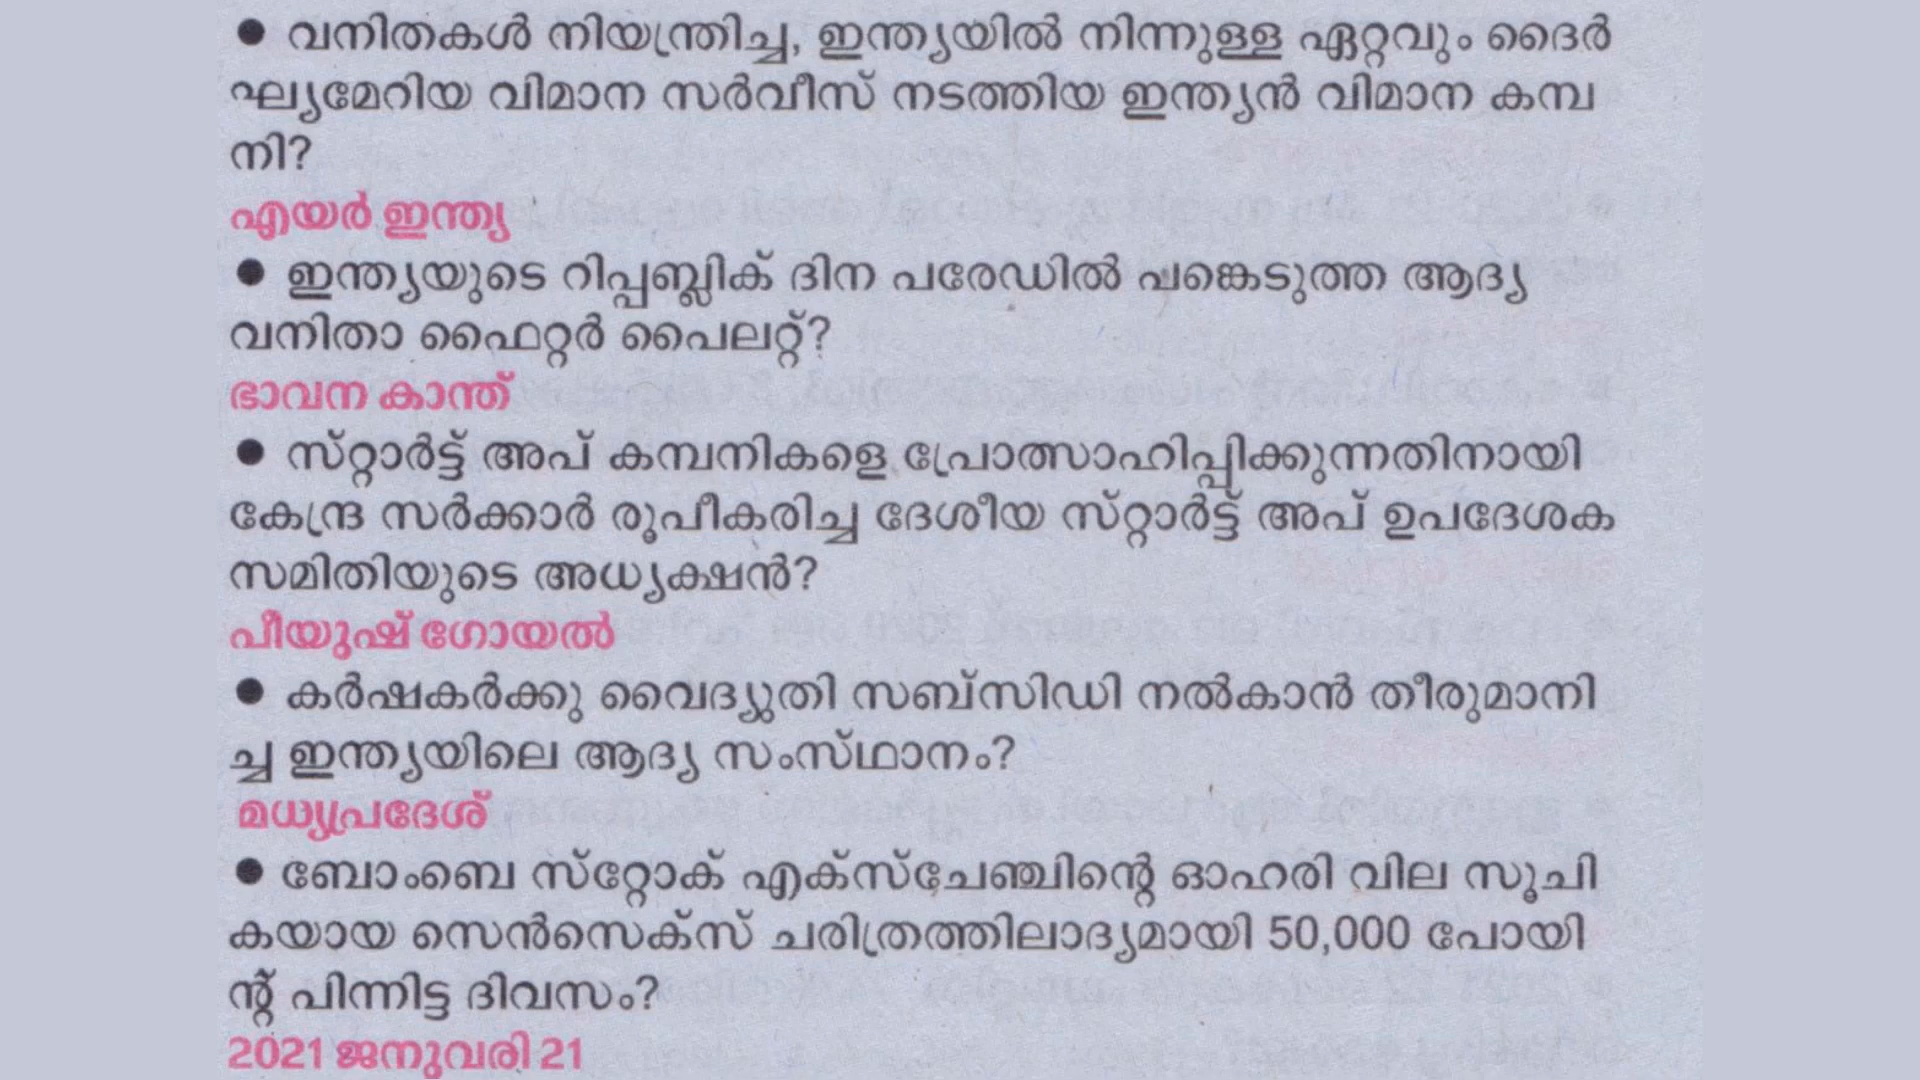 ● വനിതകൾ നിയന്ത്രിച്ച, ഇന്ത്യയിൽ നിന്നുള്ള ഏറ്റവും ദൈർ
ഘ്യമേറിയ വിമാന സർവീസ് നടത്തിയ ഇന്ത്യൻ വിമാന കമ്പ
നി?
എയർ ഇന്ത്യ
● ഇന്ത്യയുടെ റിപ്പബ്ലിക് ദിന പരേഡിൽ പങ്കെടുത്ത ആദ്യ
വനിതാ ഫൈറ്റർ പൈലറ്റ്?
ഭാവന കാന്ത്
● സ്റ്റാർട്ട് അപ് കമ്പനികളെ പ്രോത്സാഹിപ്പിക്കുന്നതിനായി
കേന്ദ്ര സർക്കാർ രൂപീകരിച്ച ദേശീയ സ്റ്റാർട്ട് അപ് ഉപദേശക
സമിതിയുടെ അധ്യക്ഷൻ?
പീയുഷ് ഗോയൽ
● കർഷകർക്കു വൈദ്യുതി സബ്സിഡി നൽകാൻ തീരുമാനി
ച്ച ഇന്ത്യയിലെ ആദ്യ സംസ്ഥാനം?
മധ്യപ്രദേശ്
● ബോംബെ സ്റ്റോക് എക്സ്ചേഞ്ചിന്റെ ഓഹരി വില സൂചി
കയായ സെൻസെക്സ് ചരിത്രത്തിലാദ്യമായി 50,000 പോയി
ന്റ് പിന്നിട്ട ദിവസം?
2021 ജനുവരി 21